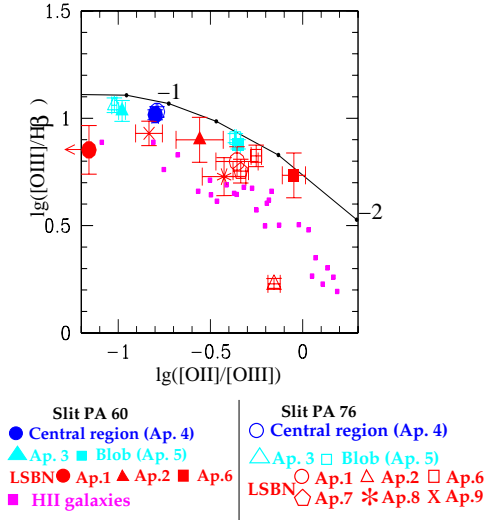 1.5
1
0.5
0
lg([OIII]/Hβ)
−1
−2
−1
−0.5
0
lg([OII]/[OIII])
Slit PA 60
Central region (Ap. 4)
Ap. 3 Blob (Ap. 5)
LSBN Ap.1 Ap.2 Ap.6
HII galaxies
Slit PA 76
Central region (Ap. 4)
Ap. 3 Blob (Ap. 5)
LSBN Ap.1 Ap.2 Ap.6
Ap.7 Ap.8 X Ap.9